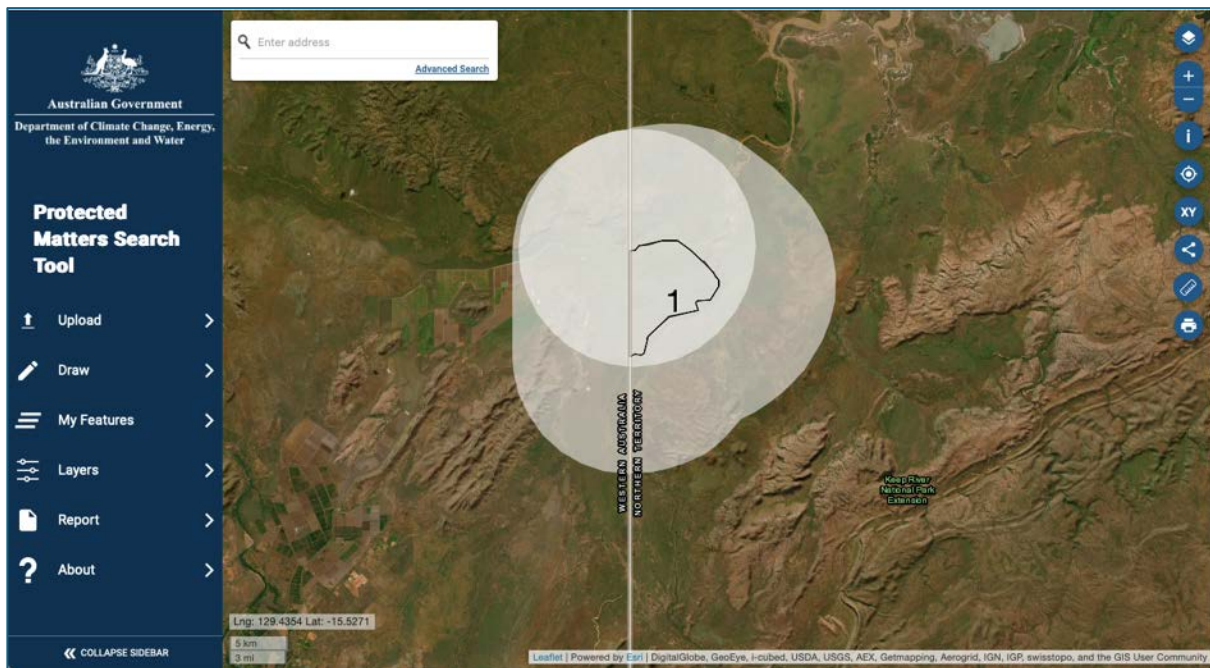 Australian Government
Department of Climate Change, Energy,
the Environment and Water
Protected
Matters Search
Tool
Upload
Draw
My Features
Layers
Report
About
COLLAPSE SIDEBAR
Enter address
Advanced Search
1
WESTERN AUSTRALIA
NORTHERN TERRITORY
Keep River
National Park
Extension
+
−
i
XY
Lng: 129.4354 Lat: -15.5271
5 km
3 mi
Leaflet | Powered by Esri | DigitalGlobe, GeoEye, i-cubed, USDA, USGS, AEX, Getmapping, Aerogrid, IGN, IGP, swisstopo, and the GIS User Community